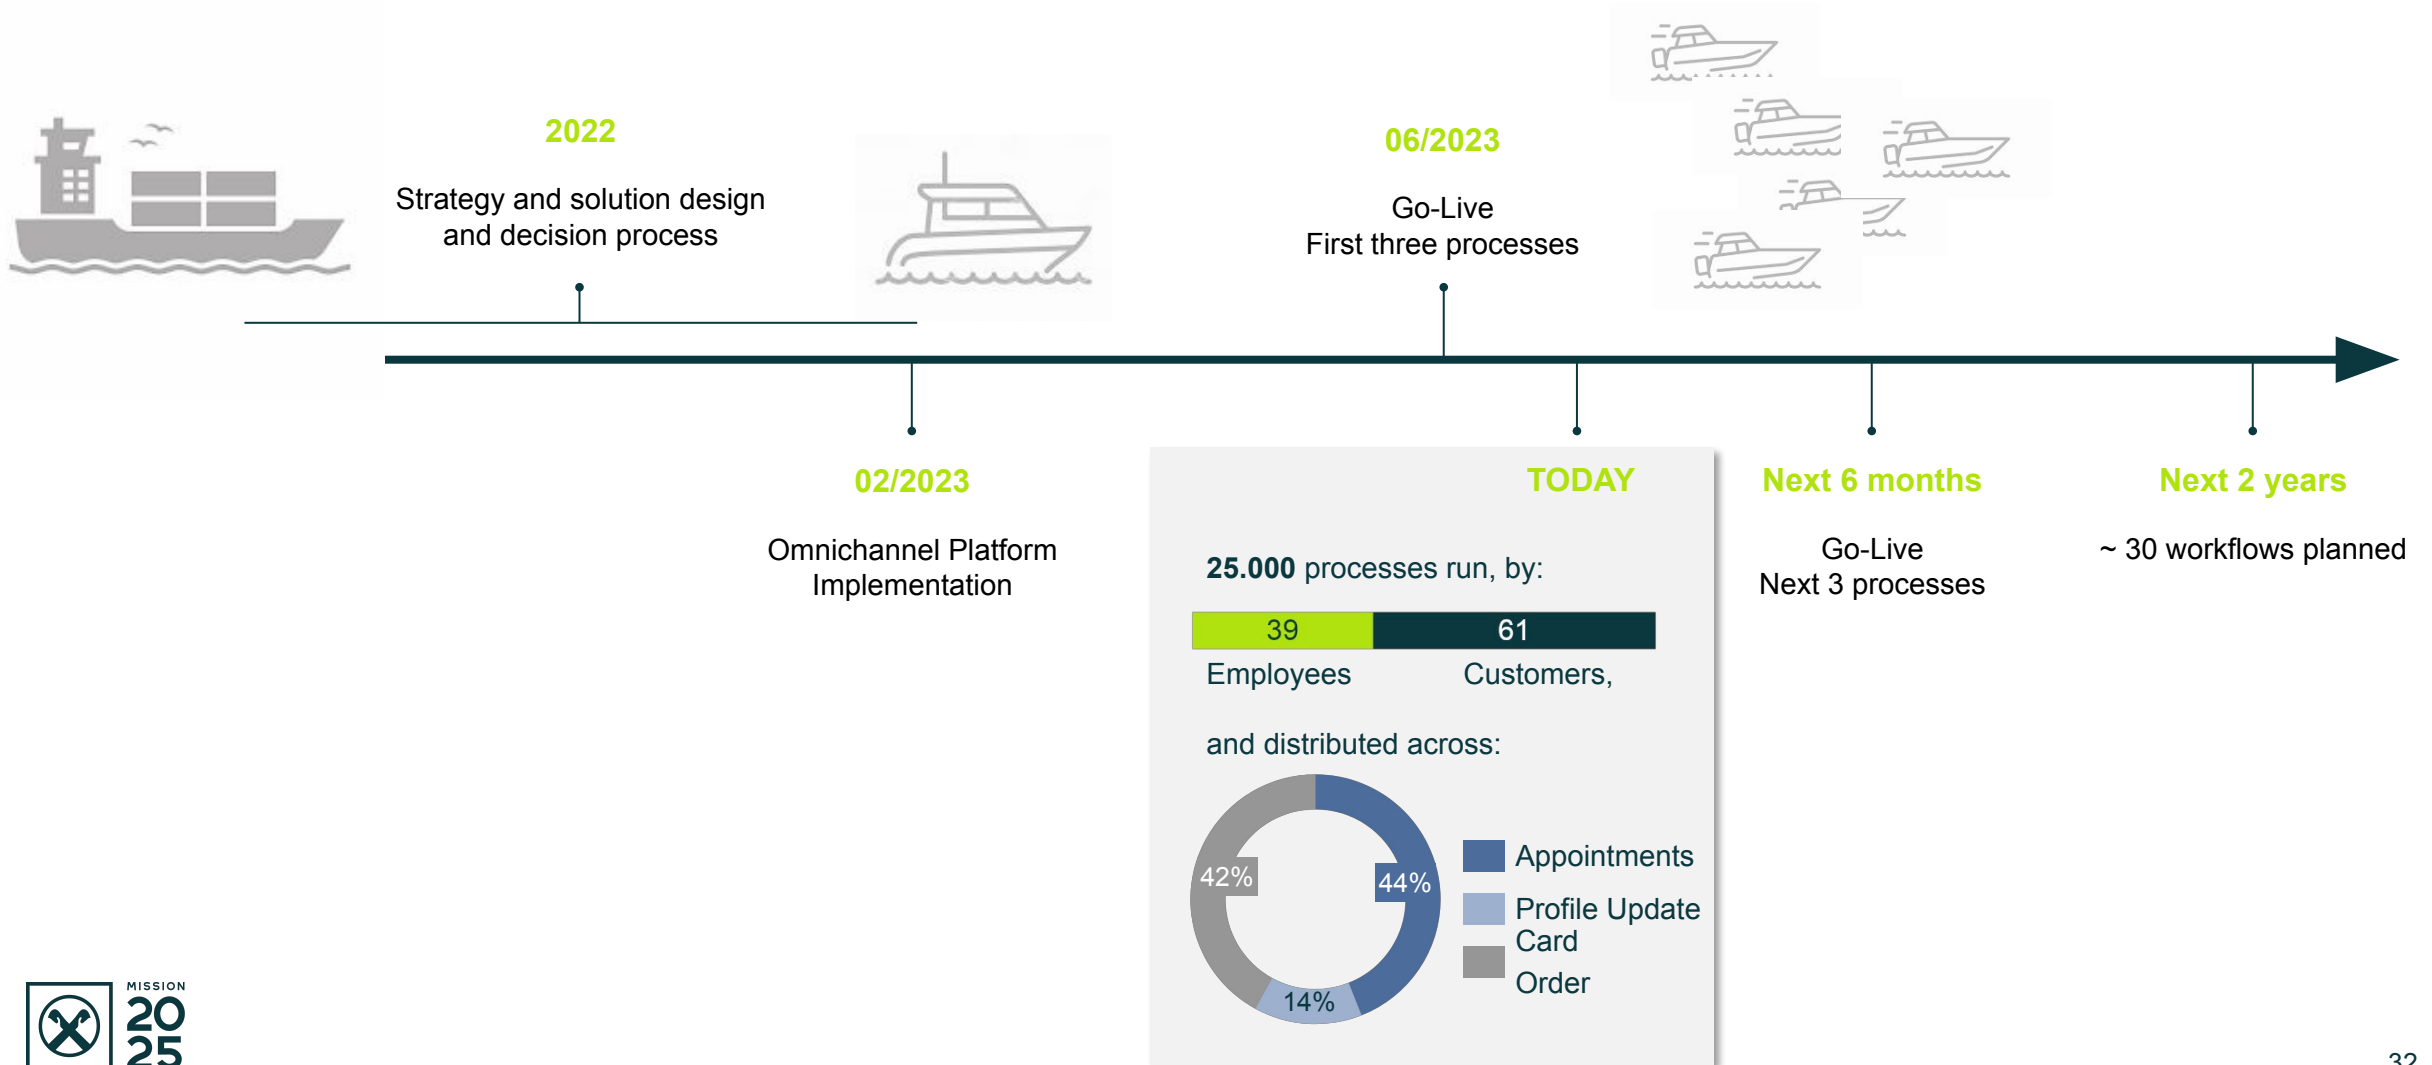 2022
Strategy and solution design
and decision process
06/2023
Go-Live
First three processes
02/2023
Omnichannel Platform
Implementation
TODAY
25.000 processes run, by:
39
61
Employees
Customers,
and distributed across:
42%
44%
14%
Appointments
Profile Update
Card
Order
Next 6 months
Go-Live
Next 3 processes
Next 2 years
~ 30 workflows planned
MISSION
20
25
32